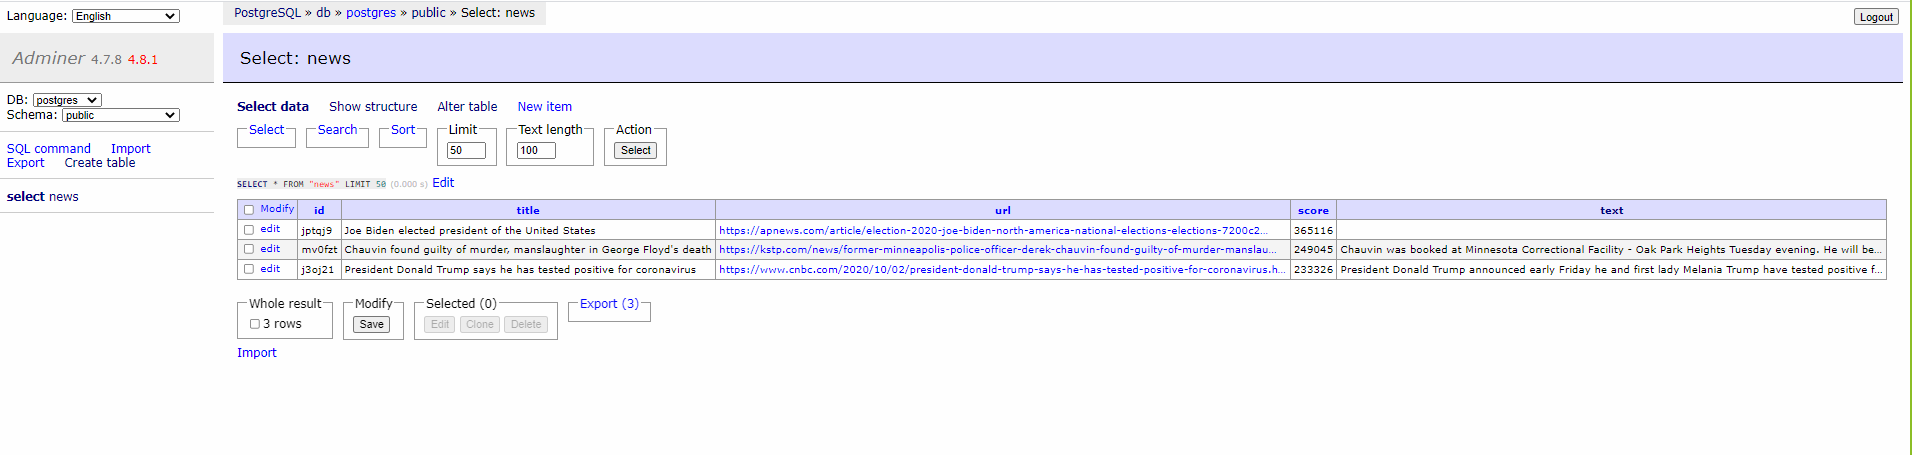 Language: English
PostgreSQL » db » postgres » public » Select: news
Logout
Adminer 4.7.8 4.8.1
Select: news
DB: postgres
Schema: public
SQL command Import
Export Create table
select news
Select data Show structure Alter table New item
Select Search Sort Limit Text length Action
50 100 Select
SELECT * FROM "news" LIMIT 50 (0.000 s) Edit
Modify id title url score text
edit jptqj9 Joe Biden elected president of the United States https://apnews.com/article/election-2020-joe-biden-north-america-national-elections-elections-7200c2... 365116
edit mv0fzt Chauvin found guilty of murder, manslaughter in George Floyd's death https://kstp.com/news/former-minneapolis-police-officer-derek-chauvin-found-guilty-of-murder-manslau... 249045 Chauvin was booked at Minnesota Correctional Facility - Oak Park Heights Tuesday evening. He will be...
edit j3oj21 President Donald Trump says he has tested positive for coronavirus https://www.cnbc.com/2020/10/02/president-donald-trump-says-he-has-tested-positive-for-coronavirus.h... 233326 President Donald Trump announced early Friday he and first lady Melania Trump have tested positive f...
Whole result Modify Selected (0) Export (3)
3 rows Save Edit Clone Delete
Import